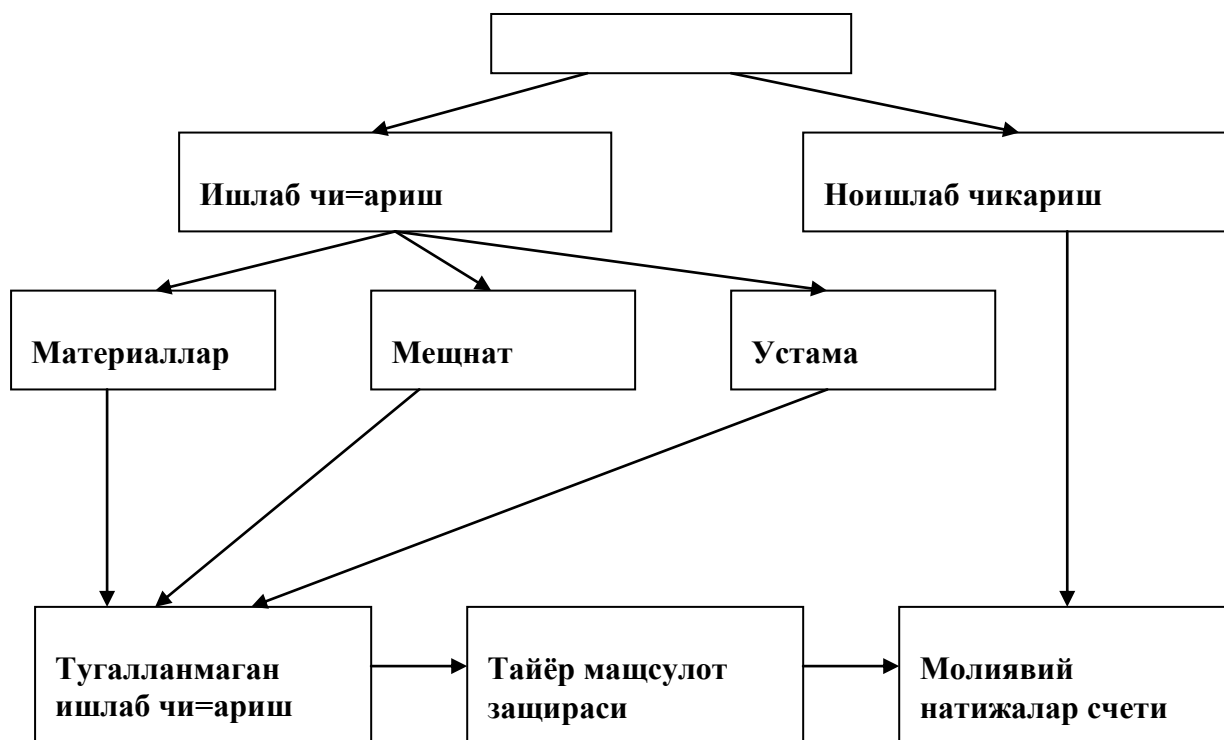 Ишлаб чи=ариш
Ноишлаб чикариш
Материаллар
Мещнат
Устама
Тугалланмаган
ишлаб чи=ариш
Тайёр мащсулот
защираси
Молиявий
натижалар счети